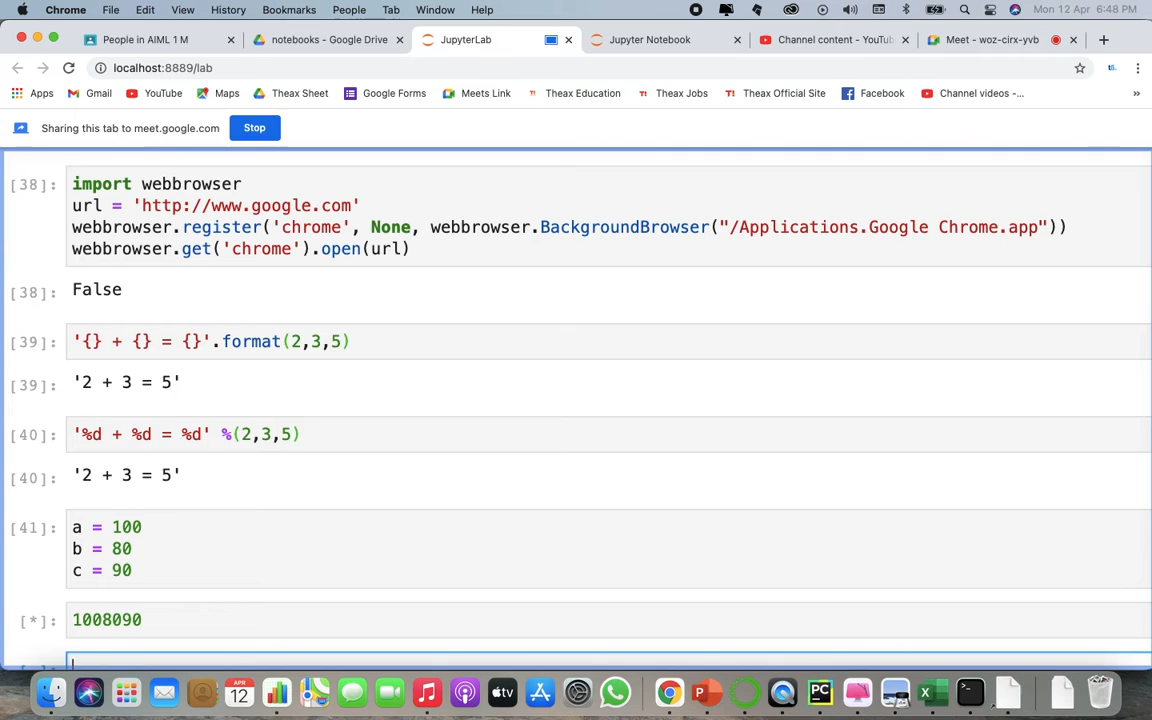 Chrome File Edit View History Bookmarks People Tab Window Help Mon 12 Apr 6:48 PM
People in AIML 1 M notebooks - Google Drive JupyterLab Jupyter Notebook Channel content - YouTub Meet - woz-cirx-yvb
localhost:8889/lab
Apps Gmail YouTube Maps Theax Sheet Google Forms Meets Link Theax Education Theax Jobs Theax Official Site Facebook Channel videos -... »
Sharing this tab to meet.google.com Stop
[38]: import webbrowser
url = 'http://www.google.com'
webbrowser.register('chrome', None, webbrowser.BackgroundBrowser("/Applications.Google Chrome.app"))
webbrowser.get('chrome').open(url)
[38]: False
[39]: '{} + {} = {}'.format(2,3,5)
[39]: '2 + 3 = 5'
[40]: '%d + %d = %d' %(2,3,5)
[40]: '2 + 3 = 5'
[41]: a = 100
b = 80
c = 90
[*]: 1008090
APR
12 tv P PC X >_